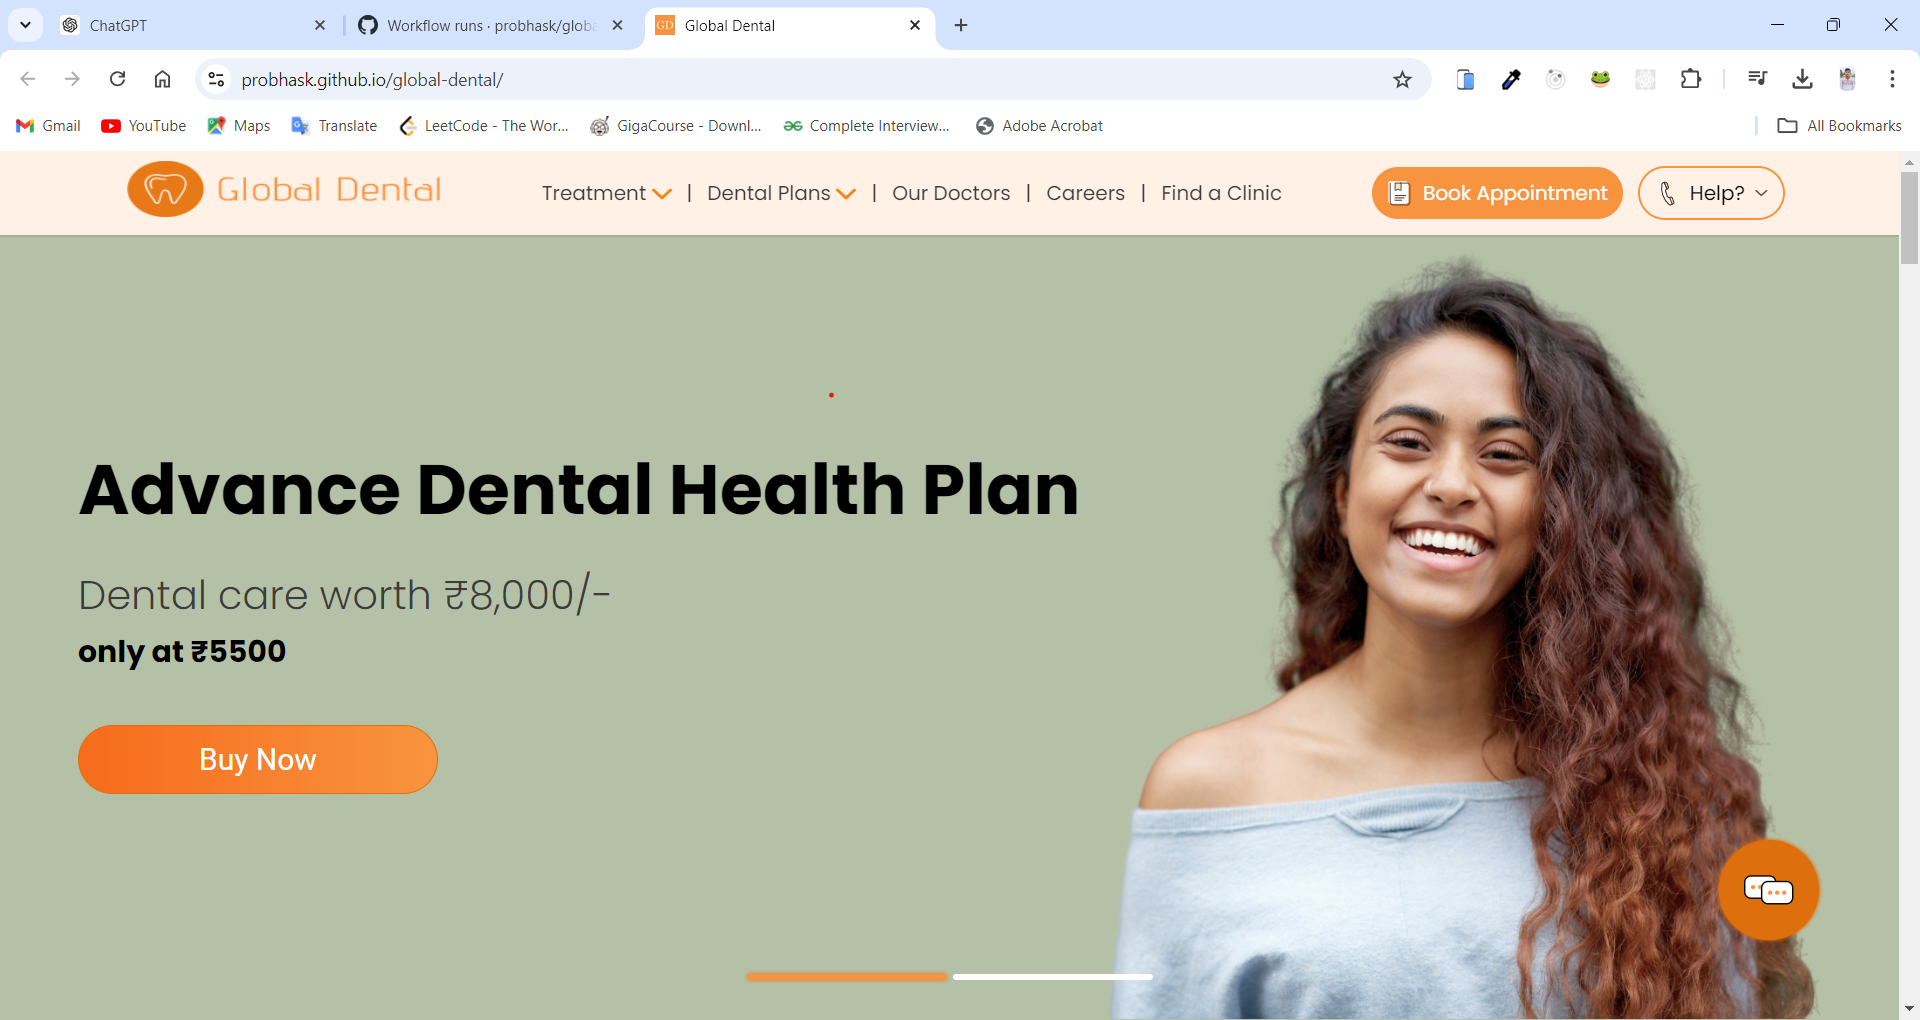 ChatGPT
Workflow runs · probhask/globa
GD Global Dental
probhask.github.io/global-dental/
Gmail YouTube Maps Translate LeetCode - The Wor... GigaCourse - Downl... Complete Interview... Adobe Acrobat All Bookmarks
Global Dental Treatment | Dental Plans | Our Doctors | Careers | Find a Clinic Book Appointment Help?
Advance Dental Health Plan
Dental care worth ₹8,000/-
only at ₹5500
Buy Now